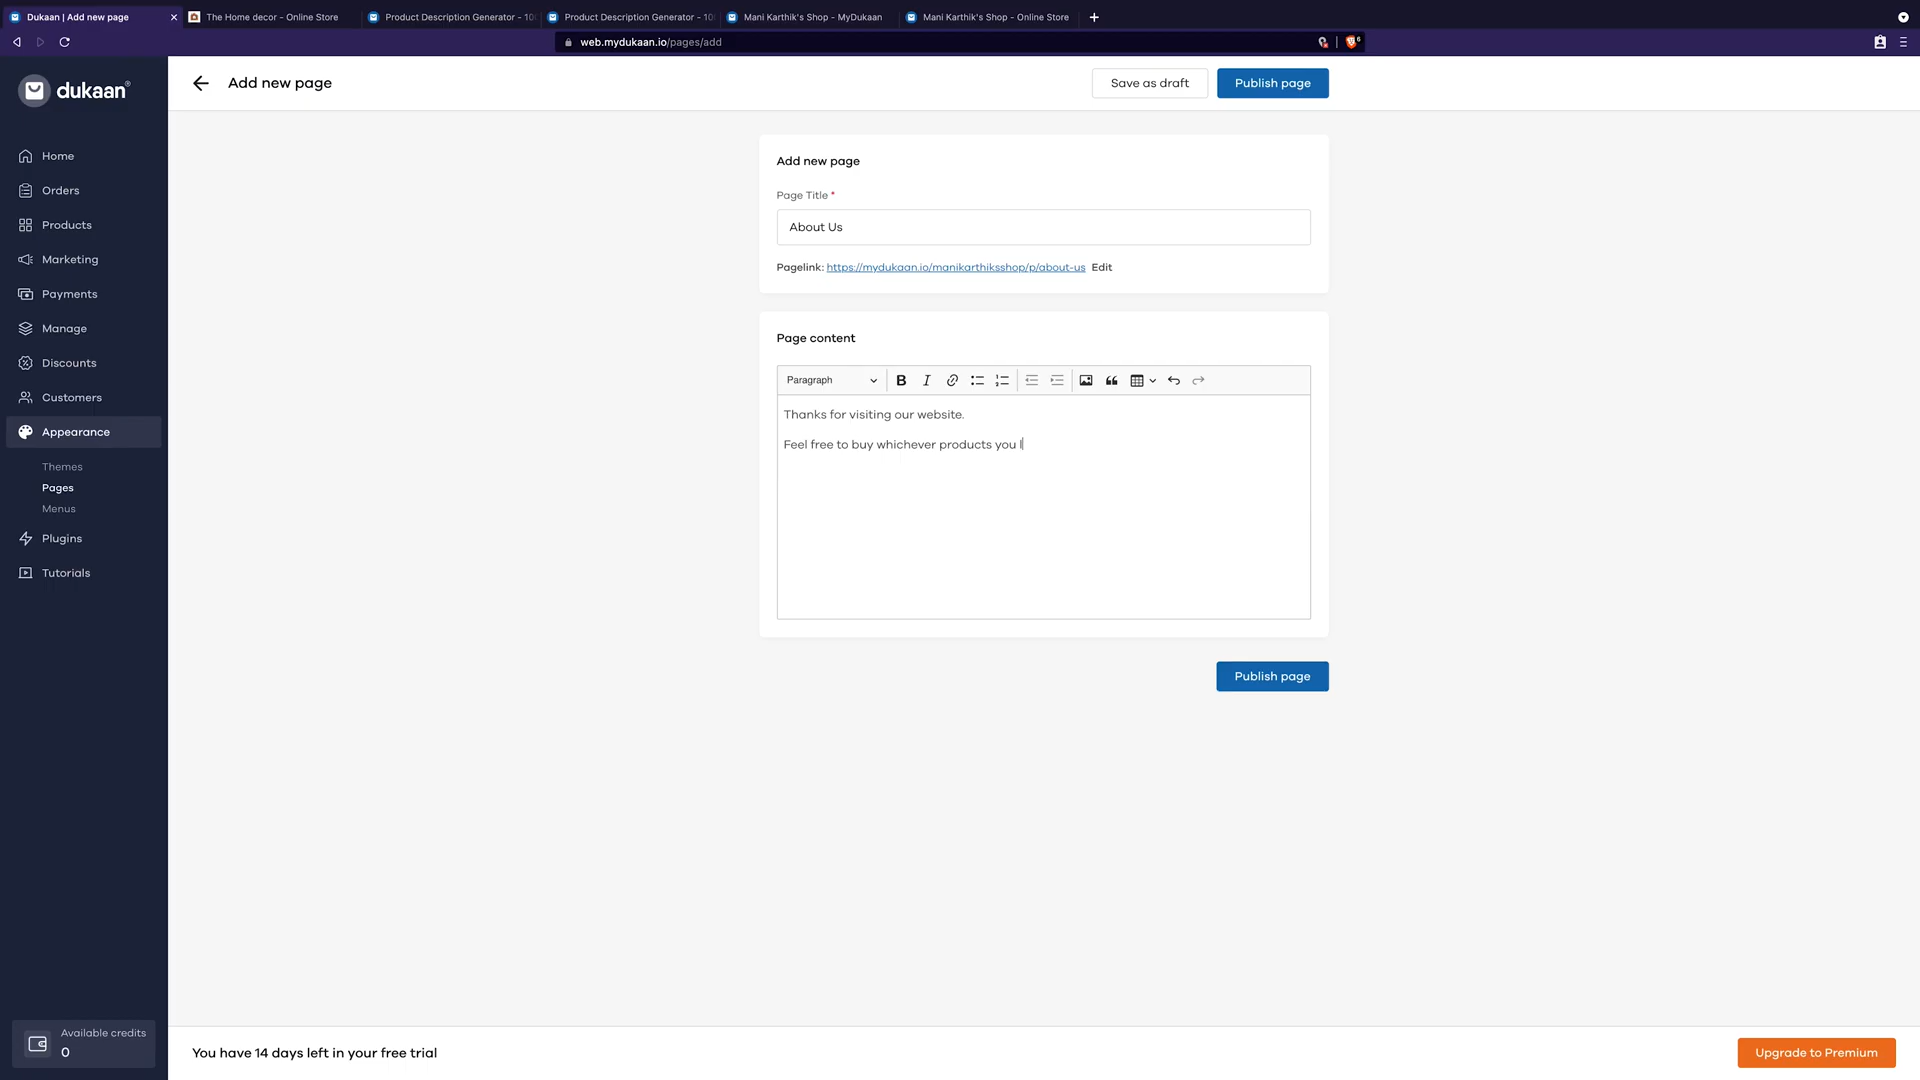 Dukaan | Add new page
The Home decor - Online Store
Product Description Generator - 10
Product Description Generator - 10
Mani Karthik's Shop - MyDukaan
Mani Karthik's Shop - Online Store
web.mydukaan.io/pages/add
6
dukaan®
Home
Orders
Products
Marketing
Payments
Manage
Discounts
Customers
Appearance
Themes
Pages
Menus
Plugins
Tutorials
Available credits
0
Add new page
Save as draft
Publish page
Add new page
Page Title *
About Us
Pagelink: https://mydukaan.io/manikarthiksshop/p/about-us Edit
Page content
Paragraph
Thanks for visiting our website.
Feel free to buy whichever products you l
Publish page
You have 14 days left in your free trial
Upgrade to Premium